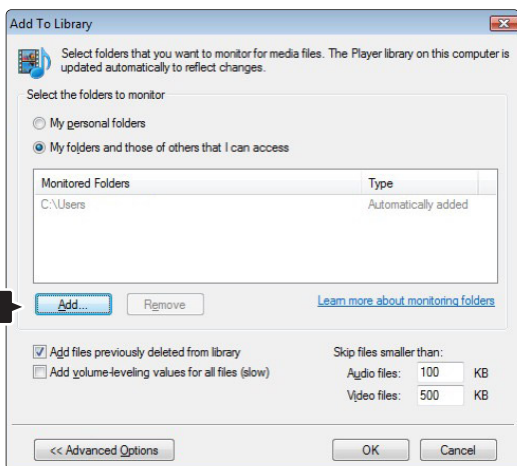 Add To Library
Select folders that you want to monitor for media files. The Player library on this computer is
updated automatically to reflect changes.
Select the folders to monitor
My personal folders
My folders and those of others that I can access
Monitored Folders Type
C:\Users Automatically added
Add... Remove Learn more about monitoring folders
Add files previously deleted from library Skip files smaller than:
Add volume-leveling values for all files (slow) Audio files: 100 KB
Video files: 500 KB
<< Advanced Options OK Cancel